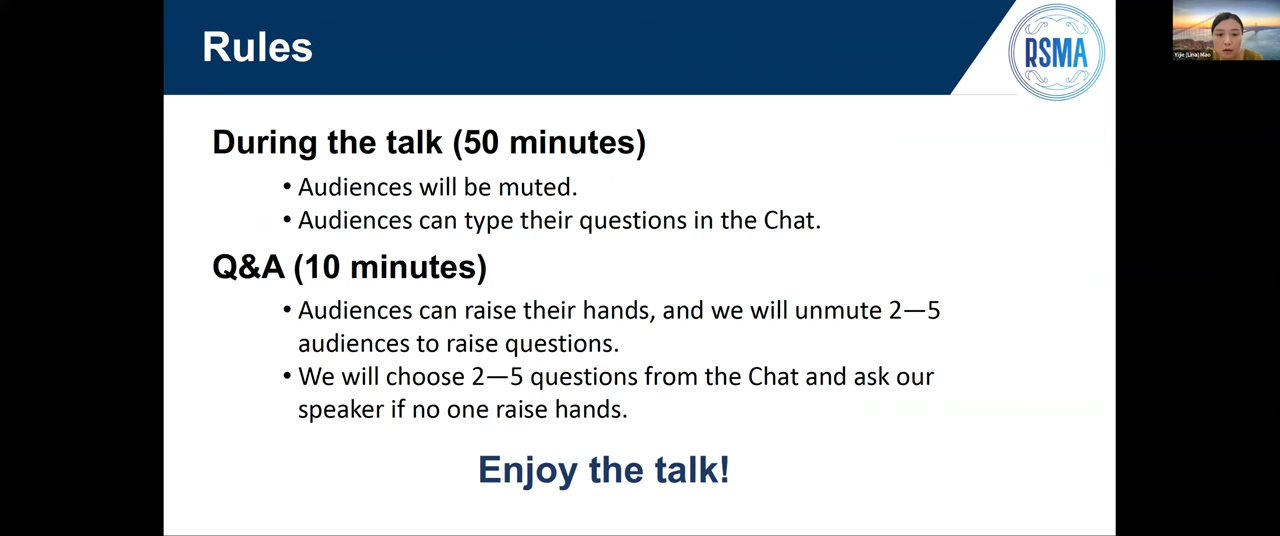 Rules
RSMA
Yijie (Lina) Mao
During the talk (50 minutes)
• Audiences will be muted.
• Audiences can type their questions in the Chat.
Q&A (10 minutes)
• Audiences can raise their hands, and we will unmute 2—5
audiences to raise questions.
• We will choose 2—5 questions from the Chat and ask our
speaker if no one raise hands.
Enjoy the talk!